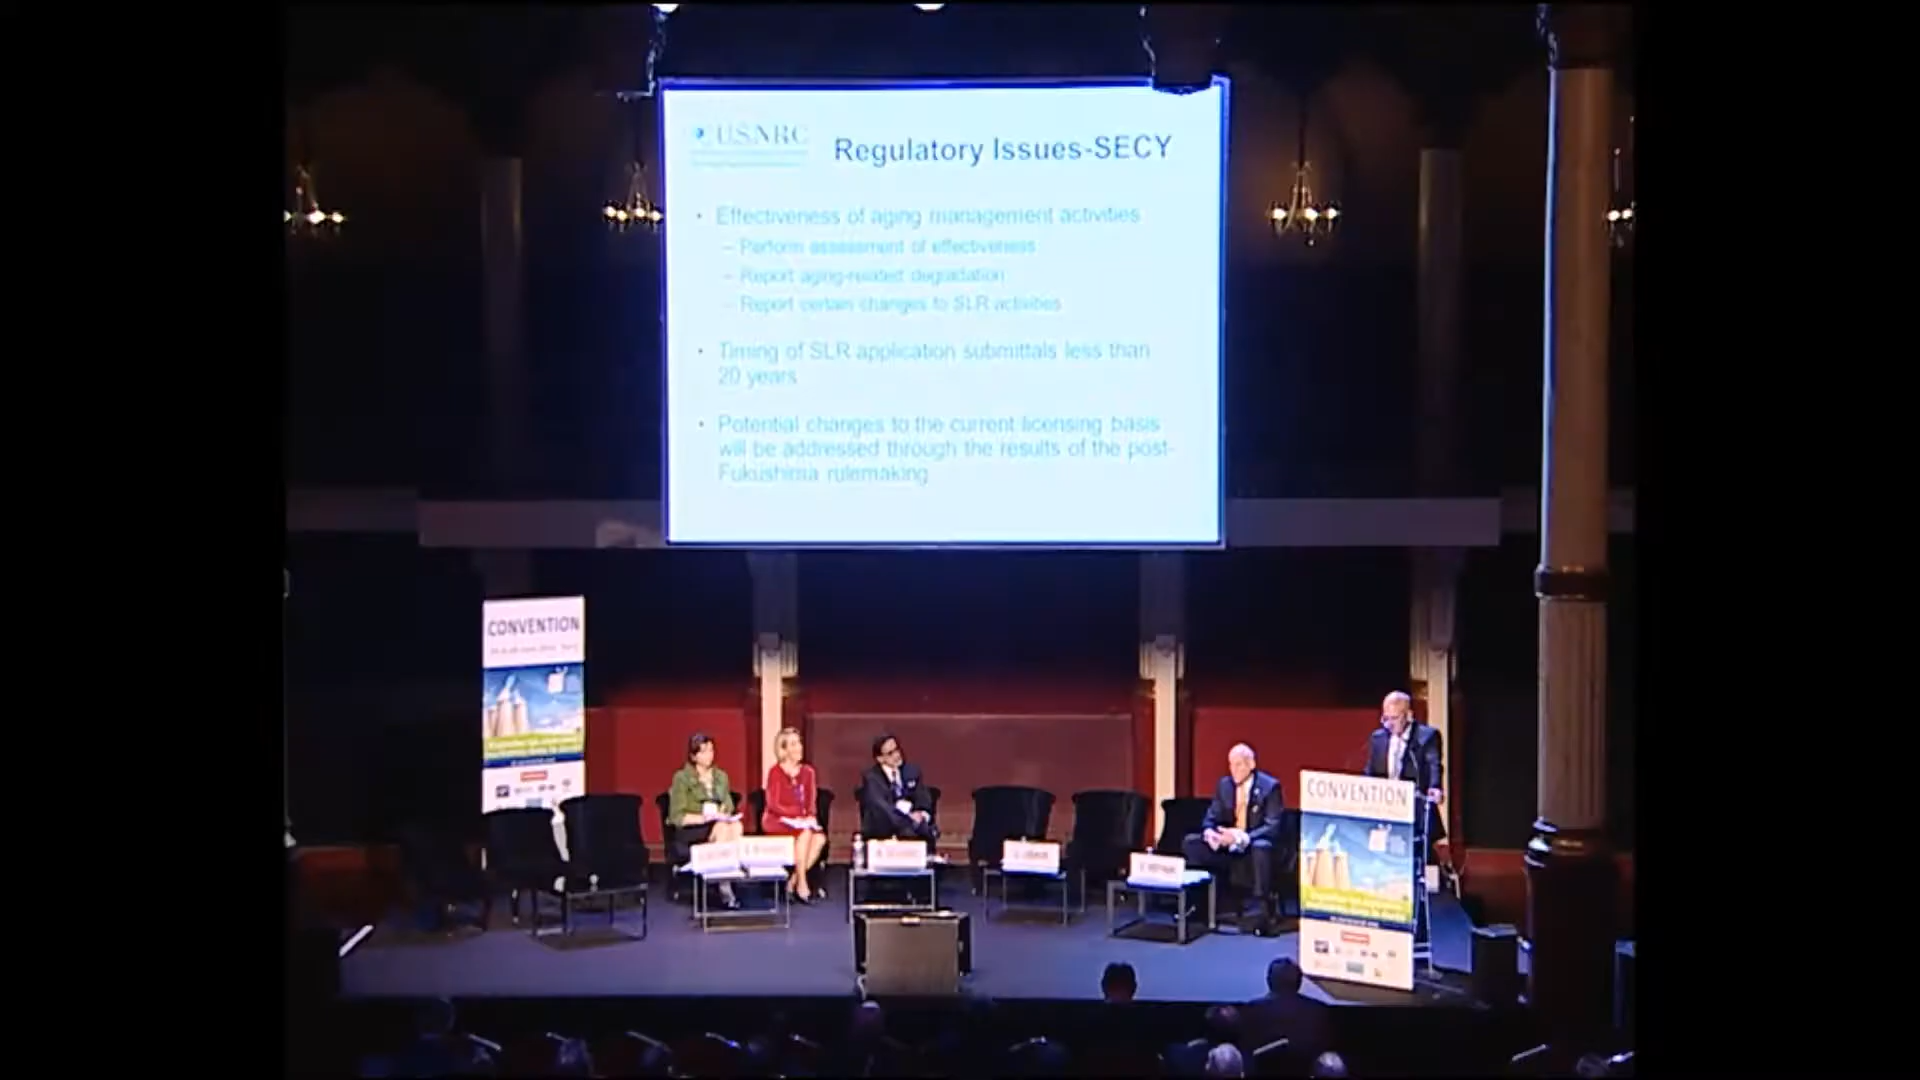 USNRC
Regulatory Issues-SECY
• Effectiveness of aging management activities
– Perform assessment of effectiveness
– Report aging-related degradation
– Report certain changes to SLR activities
• Timing of SLR application submittals less than
20 years
• Potential changes to the current licensing basis
will be addressed through the results of the post-
Fukushima rulemaking
CONVENTION
CONVENTION